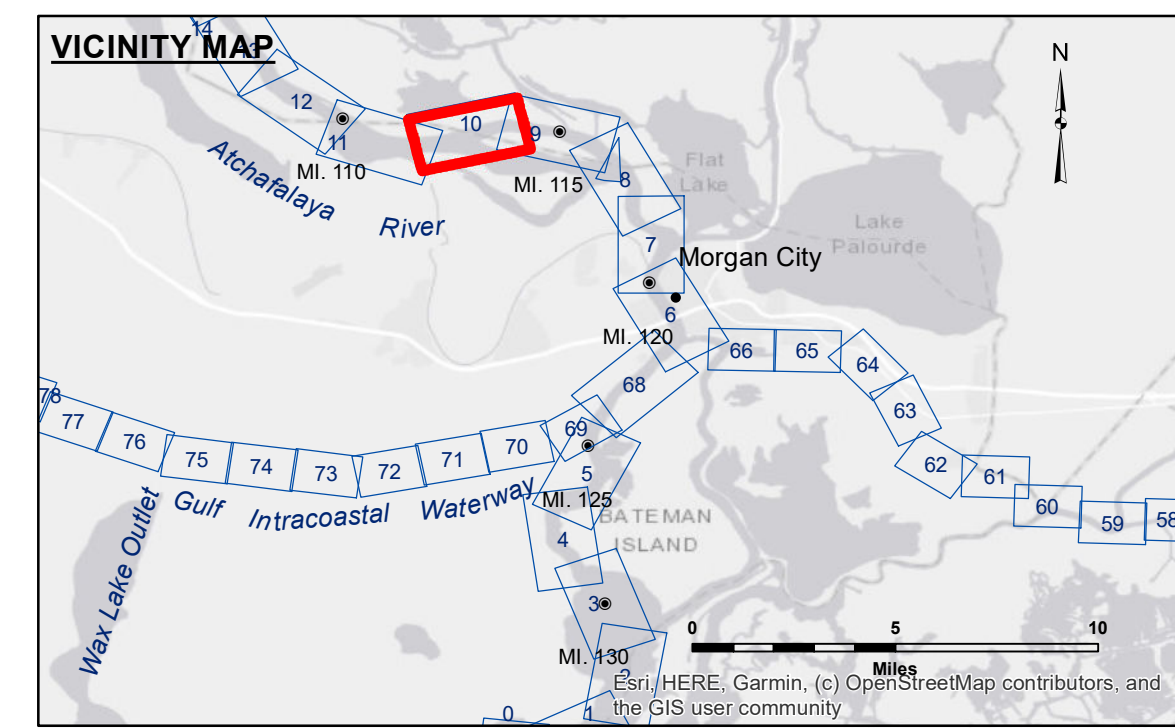 VICINITY MAP
N
14
13
12
11
10
9
8
7
6
MI. 110
MI. 115
Atchafalaya
River
Flat
Lake
Lake
Palourde
Morgan City
MI. 120
66
65
64
63
62
61
60
59
58
68
69
70
71
72
73
74
75
76
77
78
5
MI. 125
Gulf Intracoastal Waterway
Wax Lake Outlet
BATEMAN
ISLAND
4
3
MI. 130
2
1
0
0 5 10
Miles
Esri, HERE, Garmin, (c) OpenStreetMap contributors, and
the GIS user community